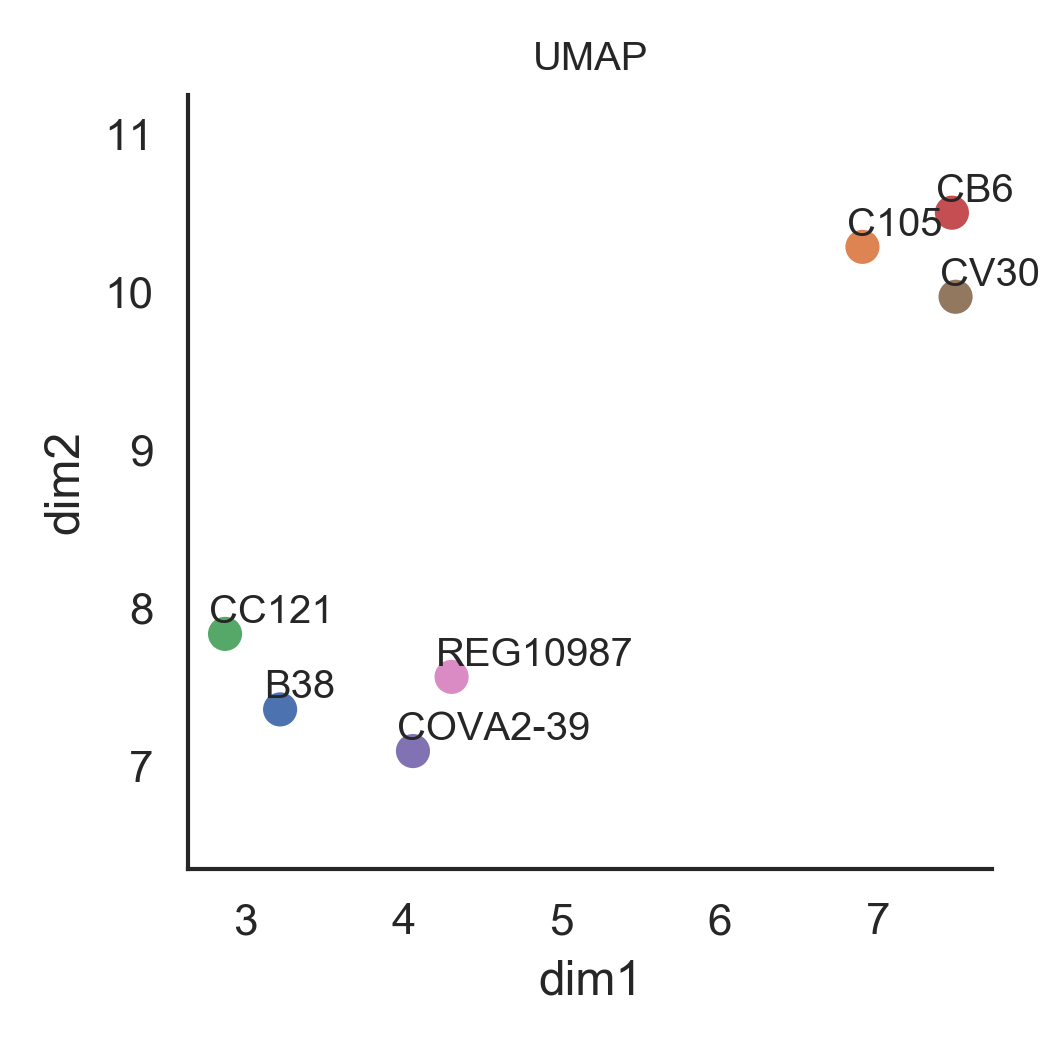 UMAP
11
10
9
8
7
dim2
CB6
C105
CV30
CC121
REG10987
B38
COVA2-39
3 4 5 6 7
dim1